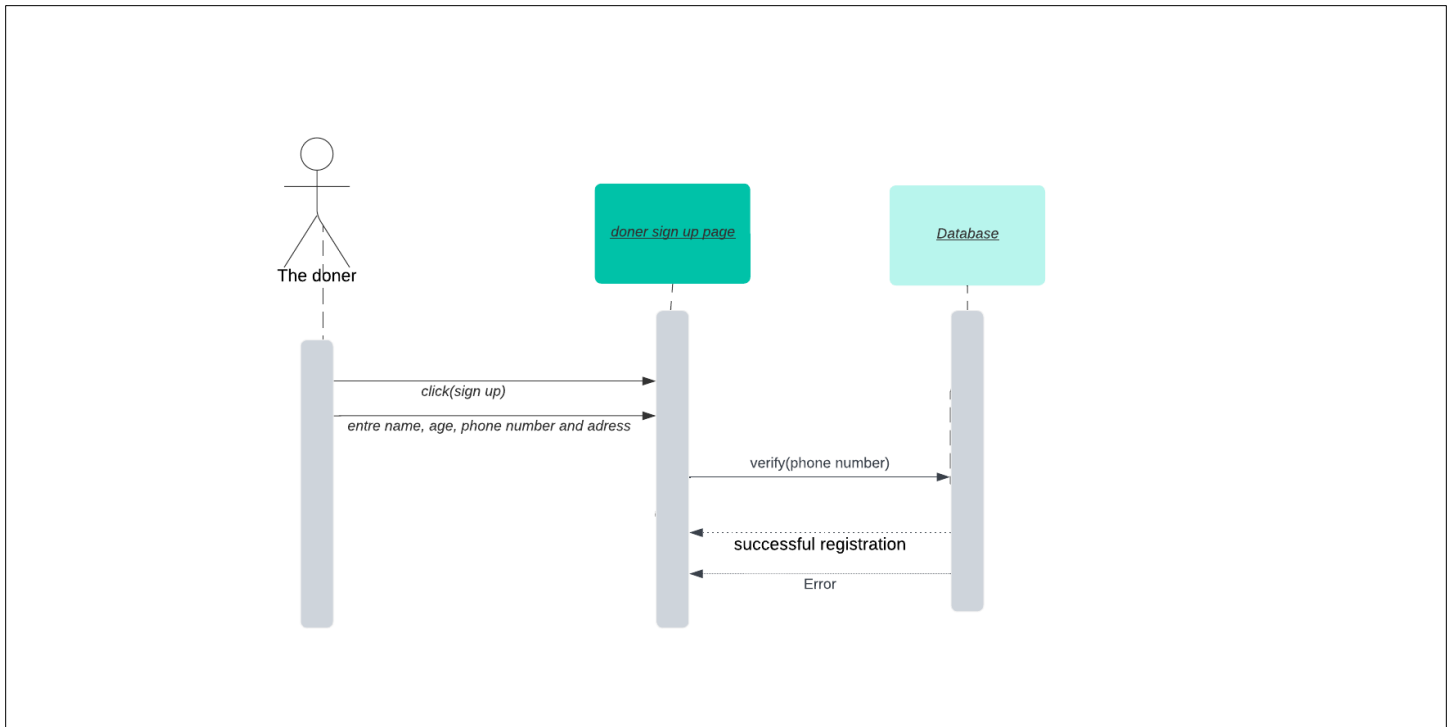 The doner
doner sign up page
Database
click(sign up)
entre name, age, phone number and adress
verify(phone number)
successful registration
Error